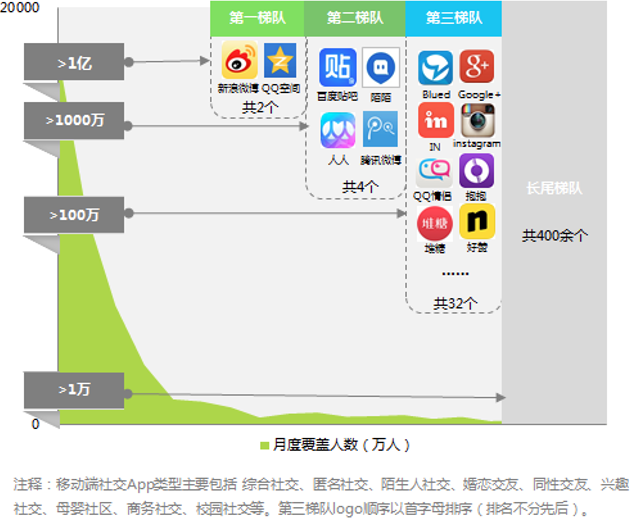 20000
第一梯队
第二梯队
第三梯队
>1亿
新浪微博
QQ空间
共2个
贴
百度贴吧
陌陌
Blued
g+
Google+
>1000万
人人
腾讯微博
共4个
in
IN
instagram
QQ情侣
抱抱
长尾梯队
共400余个
>100万
堆糖
堆糖
n
好赞
......
共32个
>1万
0
月度覆盖人数（万人）
注释：移动端社交App类型主要包括 综合社交、匿名社交、陌生人社交、婚恋交友、同性交友、兴趣
社交、母婴社区、商务社交、校园社交等。第三梯队logo顺序以首字母排序（排名不分先后）。